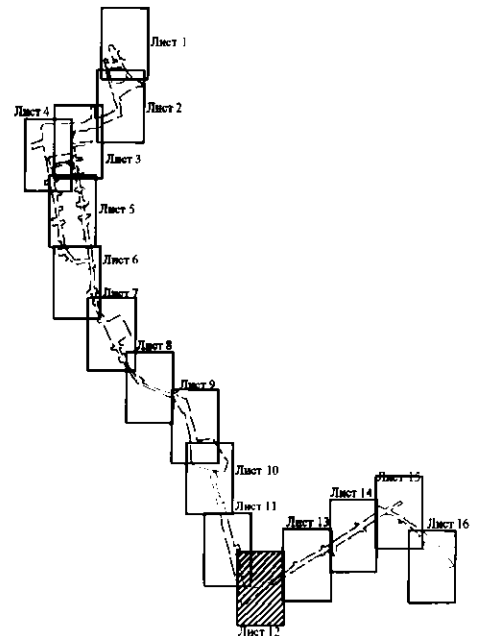 Лист 1
Лист 2
Лист 4
Лист 3
Лист 5
Лист 6
Лист 7
Лист 8
Лист 9
Лист 10
Лист 11
Лист 15
Лист 14
Лист 13
Лист 16
Лист 12